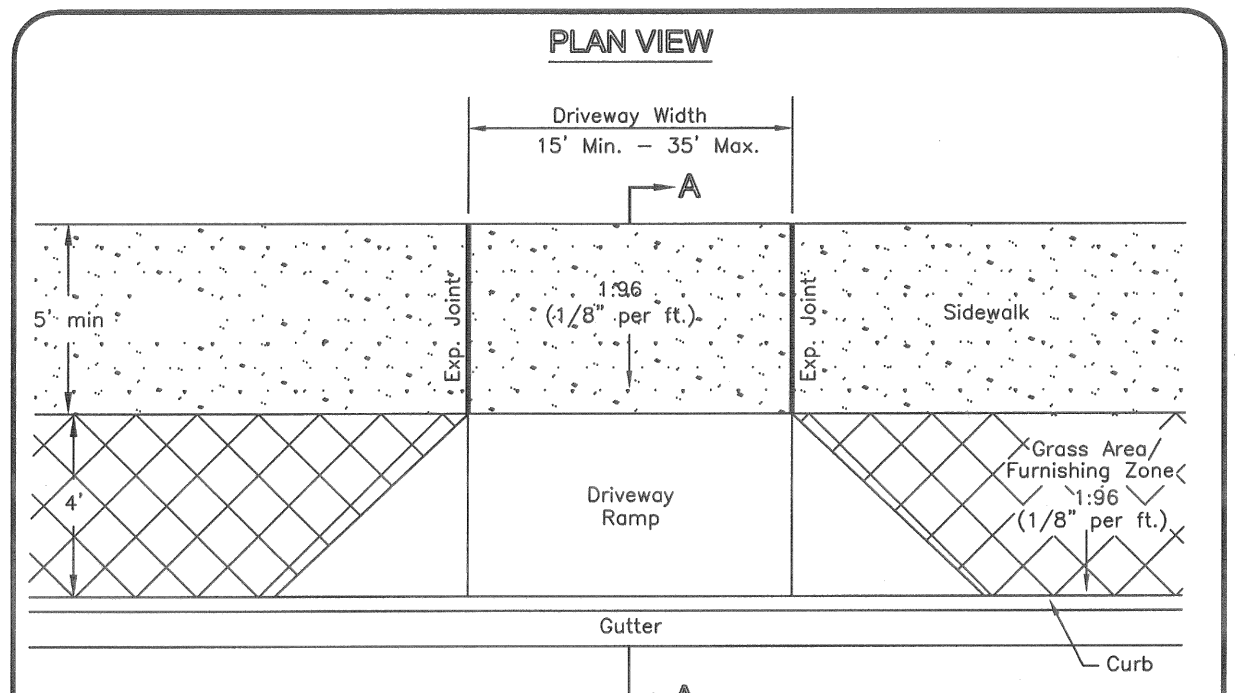 PLAN VIEW
Driveway Width
15' Min. - 35' Max.
A
Exp. Joint
1:96
(1/8" per ft.)
Exp. Joint
Sidewalk
5' min
4'
Driveway
Ramp
Grass Area/
Furnishing Zone
1:96
(1/8" per ft.)
Gutter
Curb
A